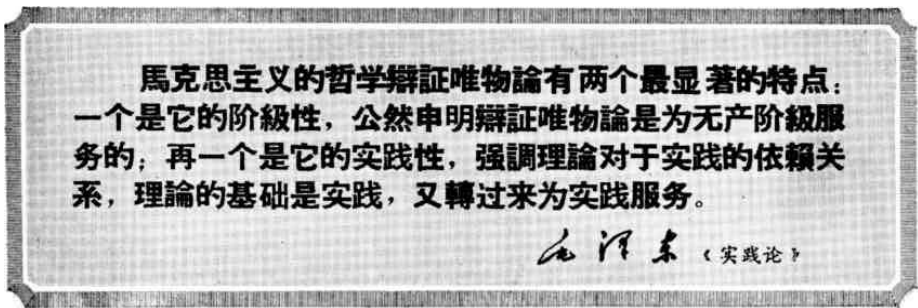 馬克思主义的哲学辯証唯物論有两个最显著的特点：
一个是它的阶級性，公然申明辯証唯物論是为无产阶級服
务的；再一个是它的实践性，强調理論对于实践的依賴关
系，理論的基础是实践，又轉过来为实践服务。
毛泽东《实践论》